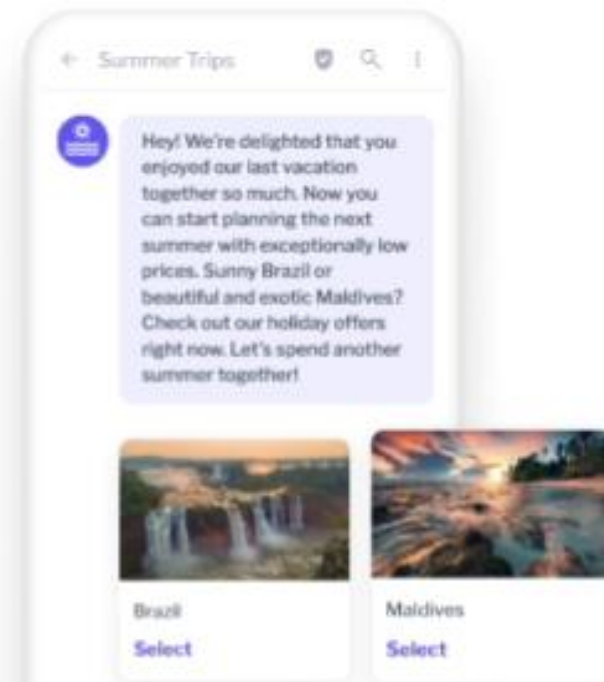 Summer Trips
Hey! We're delighted that you
enjoyed our last vacation
together so much. Now you
can start planning the next
summer with exceptionally low
prices. Sunny Brazil or
beautiful and exotic Maldives?
Check out our holiday offers
right now. Let's spend another
summer together!
Brazil
Maldives
Select
Select